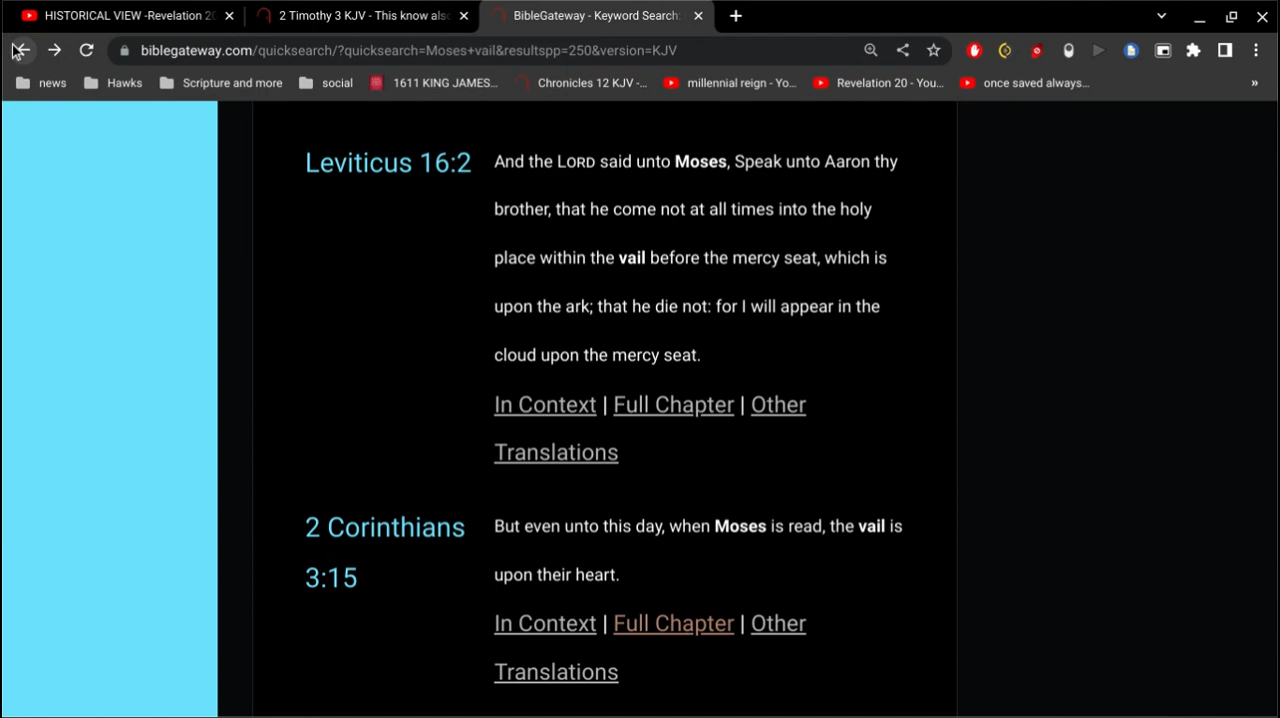 HISTORICAL VIEW -Revelation 20
2 Timothy 3 KJV - This know also
BibleGateway - Keyword Search:
biblegateway.com/quicksearch/?quicksearch=Moses+vail&resultspp=250&version=KJV
news
Hawks
Scripture and more
social
1611 KING JAMES...
Chronicles 12 KJV -...
millennial reign - Yo...
Revelation 20 - You...
once saved always...
»
Leviticus 16:2
And the LORD said unto Moses, Speak unto Aaron thy
brother, that he come not at all times into the holy
place within the vail before the mercy seat, which is
upon the ark; that he die not: for I will appear in the
cloud upon the mercy seat.
In Context | Full Chapter | Other
Translations
2 Corinthians
3:15
But even unto this day, when Moses is read, the vail is
upon their heart.
In Context | Full Chapter | Other
Translations